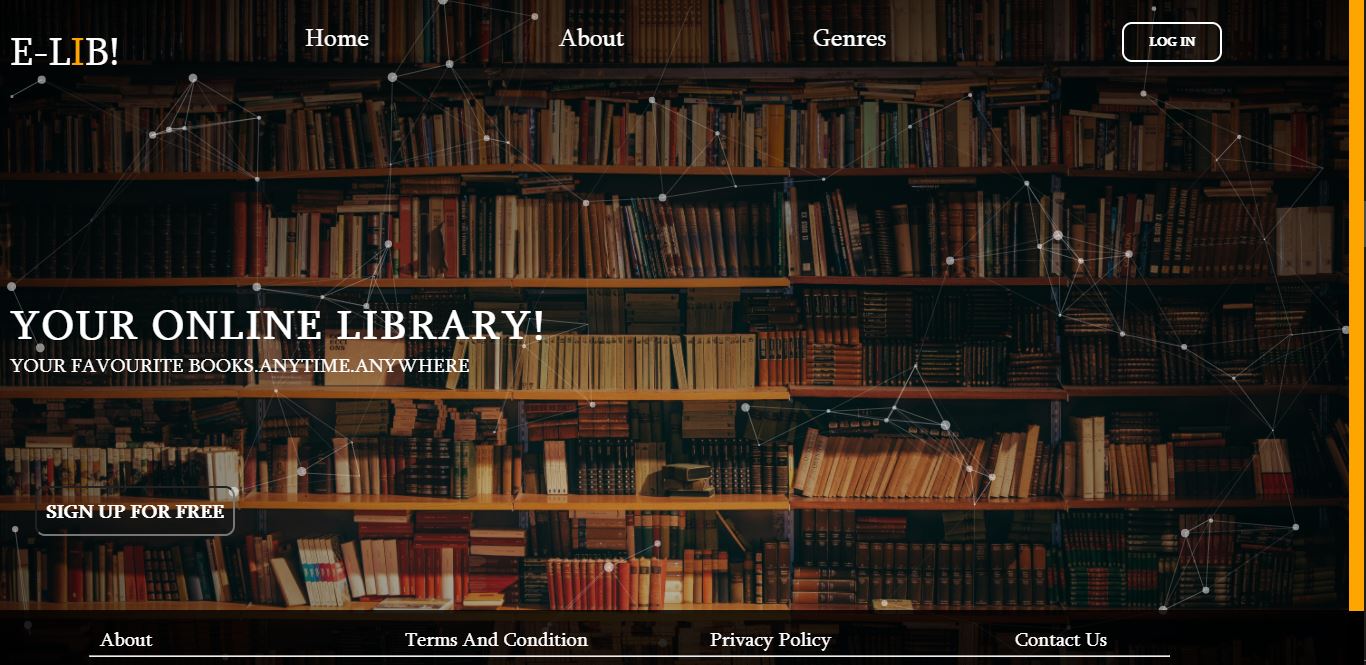 E-LIB!
Home About Genres LOG IN
YOUR ONLINE LIBRARY!
YOUR FAVOURITE BOOKS.ANYTIME.ANYWHERE
SIGN UP FOR FREE
About Terms And Condition Privacy Policy Contact Us